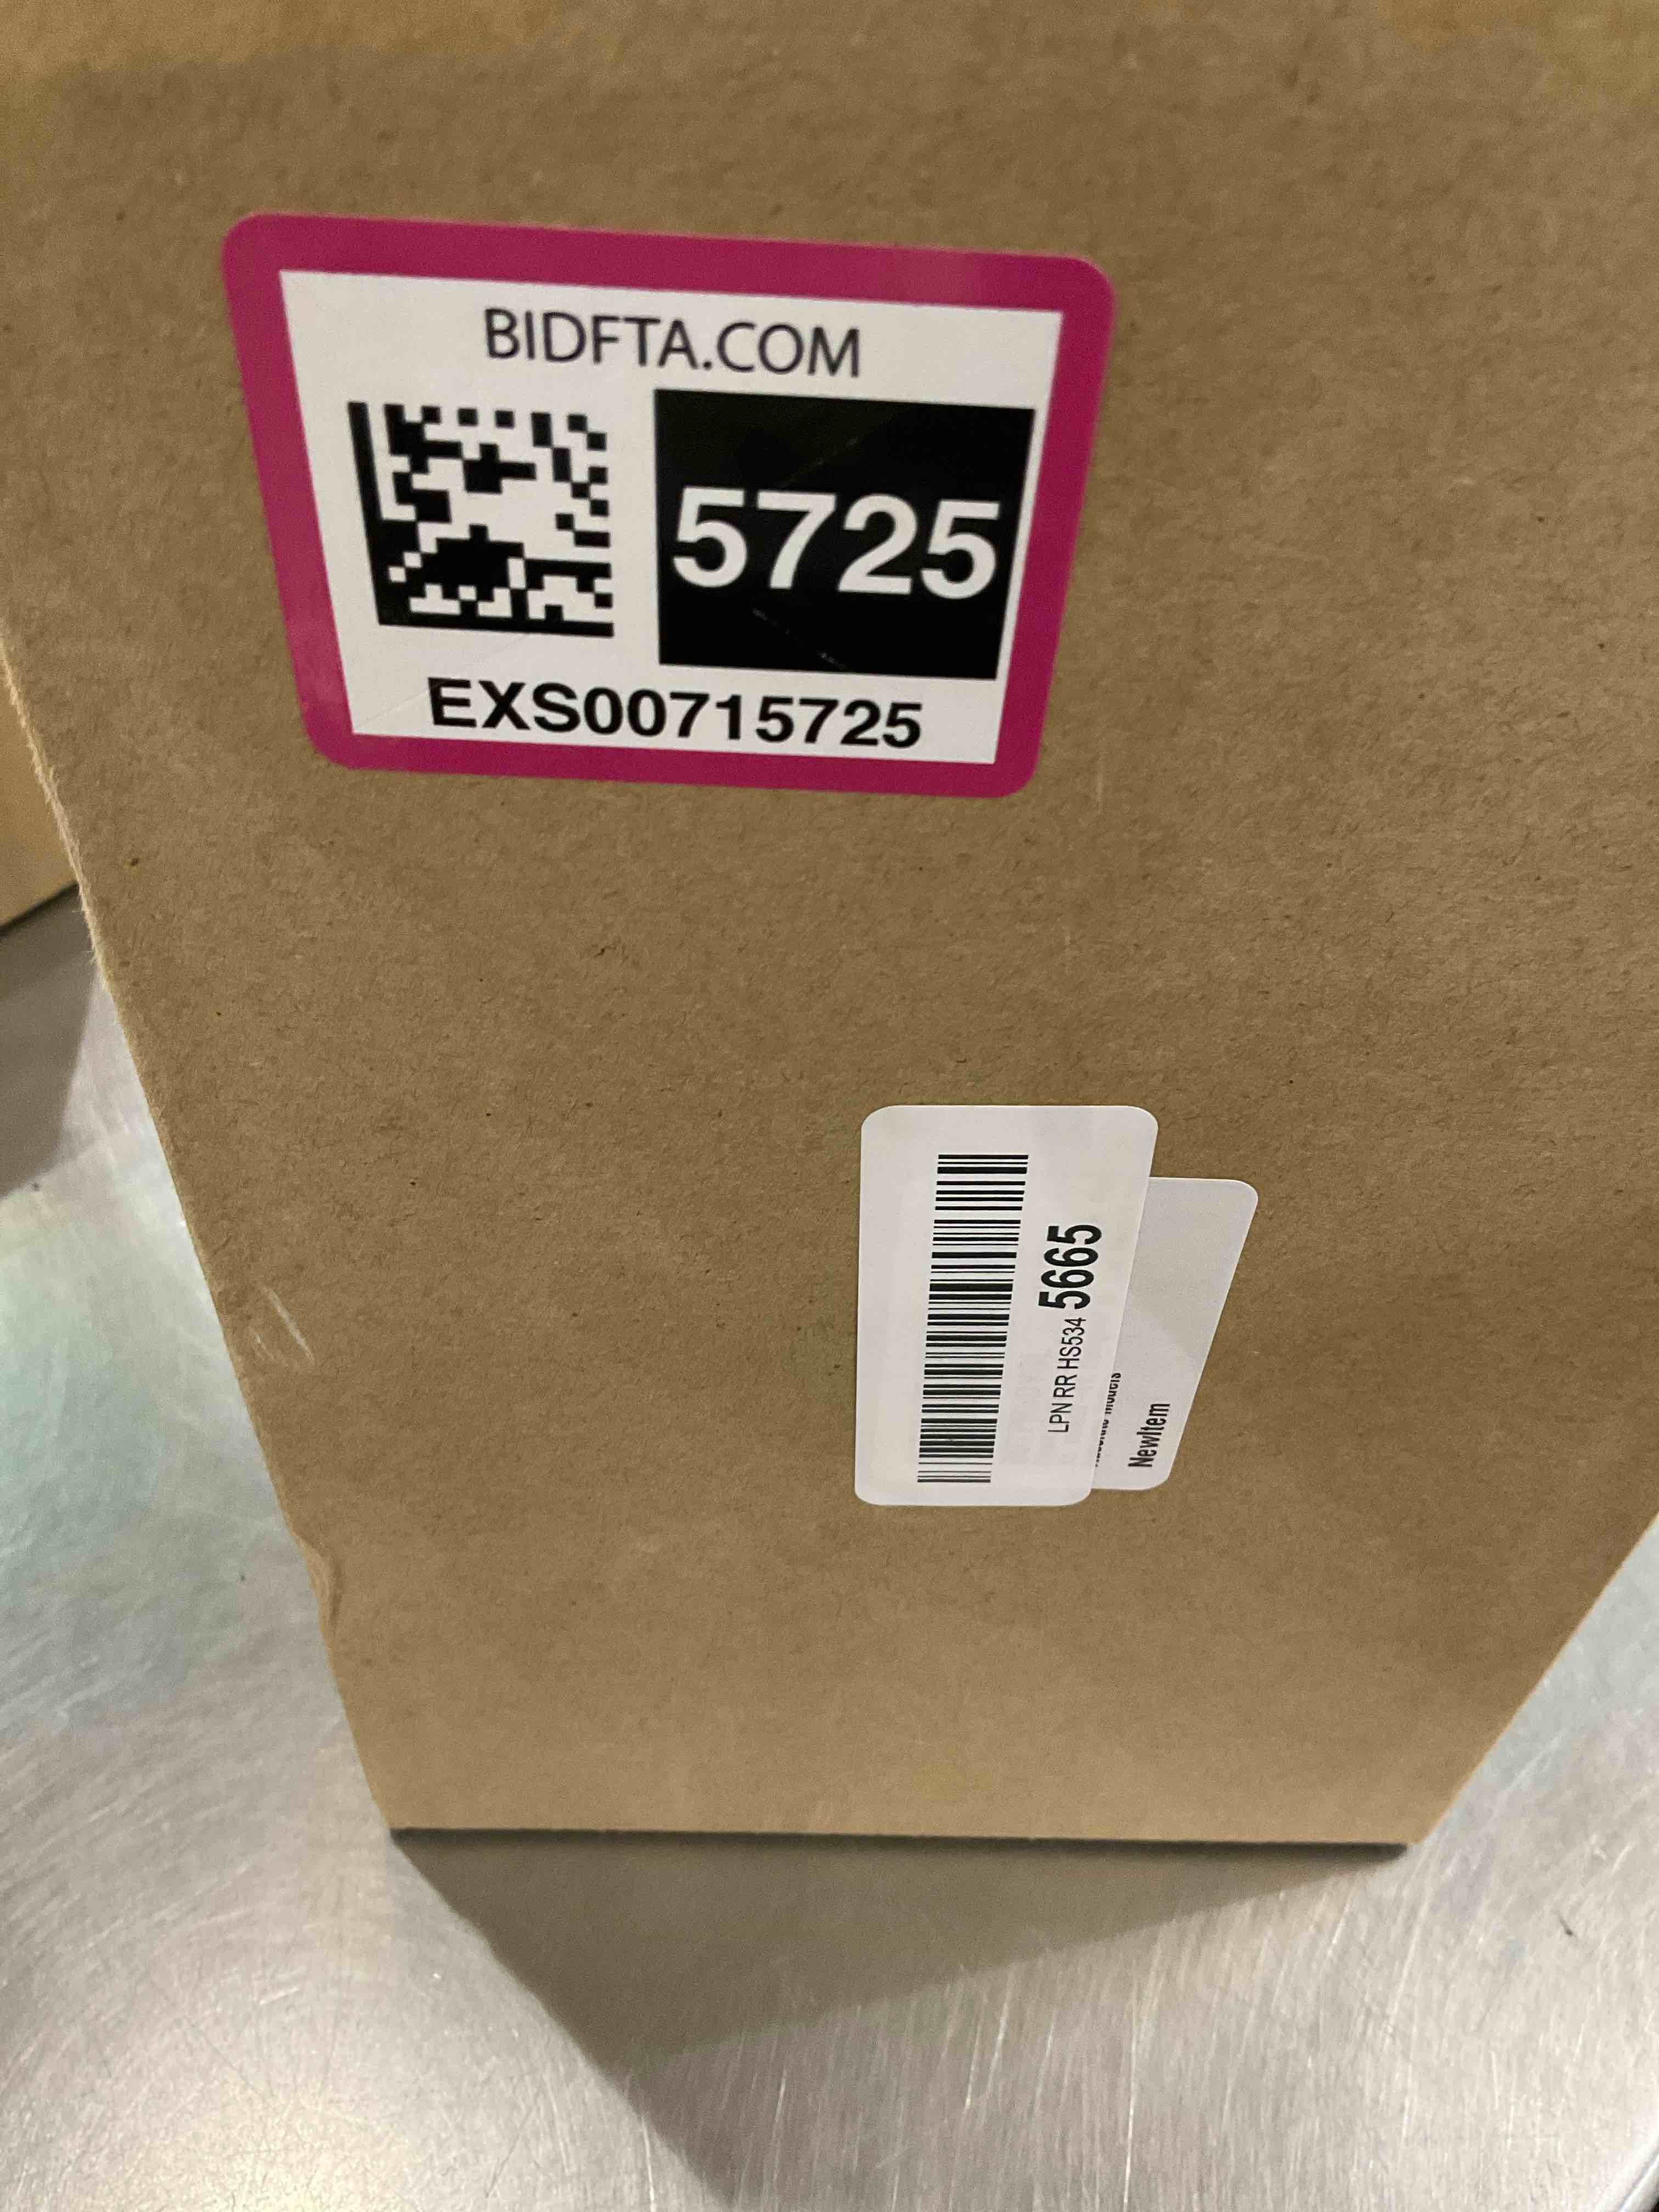 BIDFTA.COM
5725
EXS00715725
LPN RR HS534 5665
NewItem